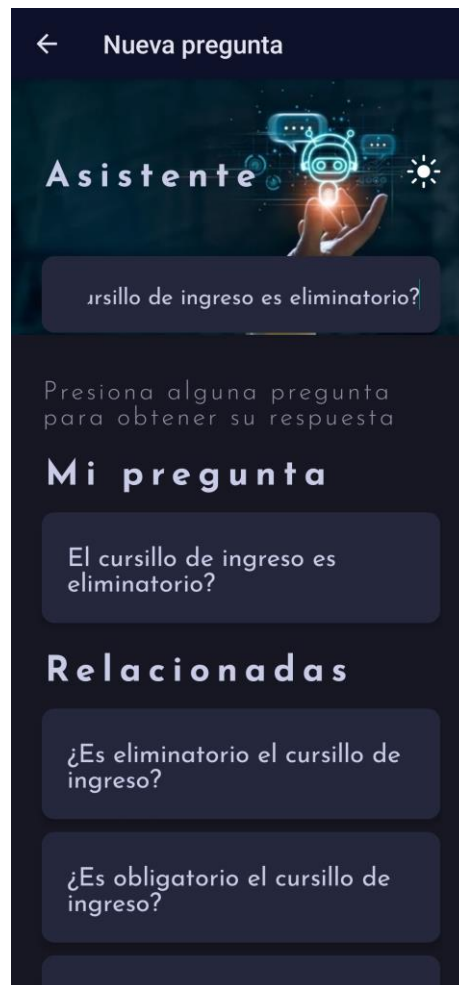 Nueva pregunta
Asistente
ursillo de ingreso es eliminatorio?
Presiona alguna pregunta
para obtener su respuesta
Mi pregunta
El cursillo de ingreso es
eliminatorio?
Relacionadas
¿Es eliminatorio el cursillo de
ingreso?
¿Es obligatorio el cursillo de
ingreso?